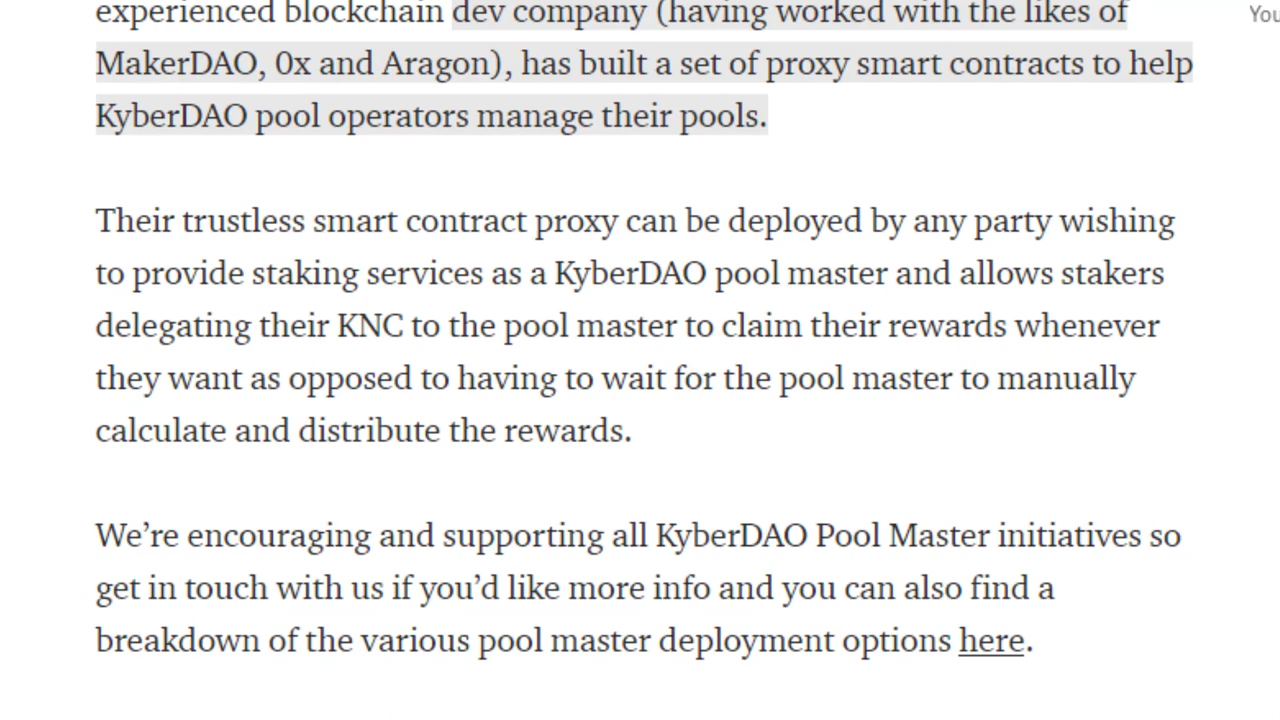 experienced blockchain dev company (having worked with the likes of
You
MakerDAO, 0x and Aragon), has built a set of proxy smart contracts to help
KyberDAO pool operators manage their pools.
Their trustless smart contract proxy can be deployed by any party wishing
to provide staking services as a KyberDAO pool master and allows stakers
delegating their KNC to the pool master to claim their rewards whenever
they want as opposed to having to wait for the pool master to manually
calculate and distribute the rewards.
We’re encouraging and supporting all KyberDAO Pool Master initiatives so
get in touch with us if you’d like more info and you can also find a
breakdown of the various pool master deployment options here.